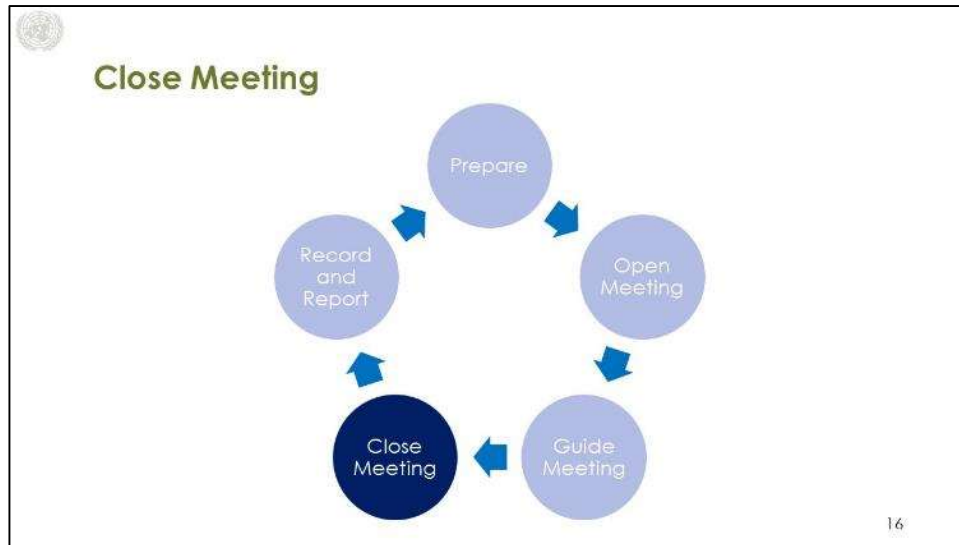 Close Meeting
Prepare
Open
Meeting
Guide
Meeting
Close
Meeting
Record
and
Report
16